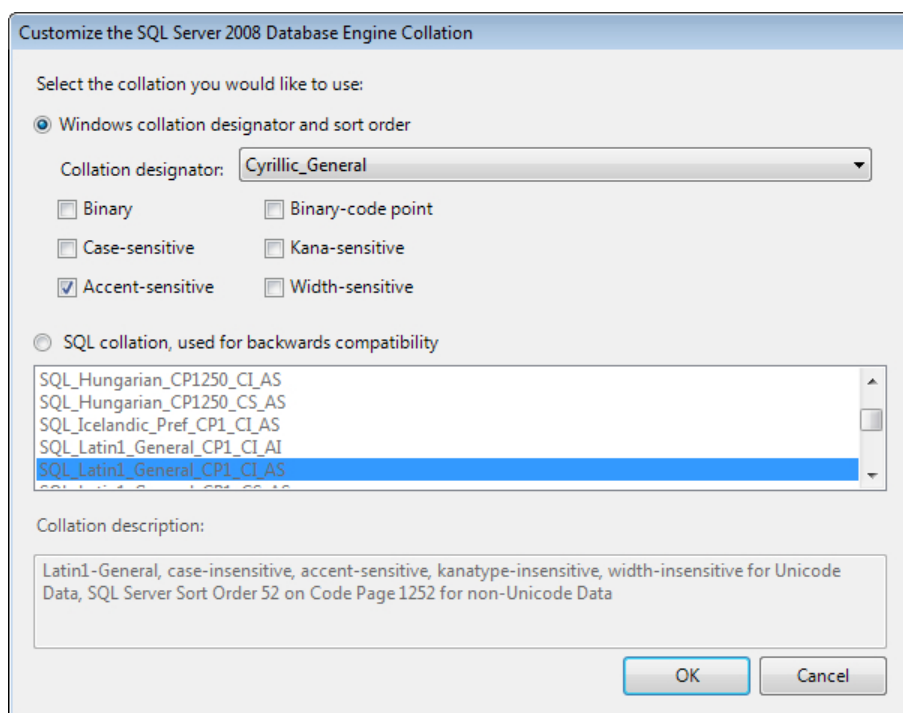 Customize the SQL Server 2008 Database Engine Collation
Select the collation you would like to use:
Windows collation designator and sort order
Collation designator: Cyrillic_General
Binary Binary-code point
Case-sensitive Kana-sensitive
Accent-sensitive Width-sensitive
SQL collation, used for backwards compatibility
SQL_Hungarian_CP1250_CI_AS
SQL_Hungarian_CP1250_CS_AS
SQL_Icelandic_Pref_CP1_CI_AS
SQL_Latin1_General_CP1_CI_AI
SQL_Latin1_General_CP1_CI_AS
Collation description:
Latin1-General, case-insensitive, accent-sensitive, kanatype-insensitive, width-insensitive for Unicode
Data, SQL Server Sort Order 52 on Code Page 1252 for non-Unicode Data
OK Cancel